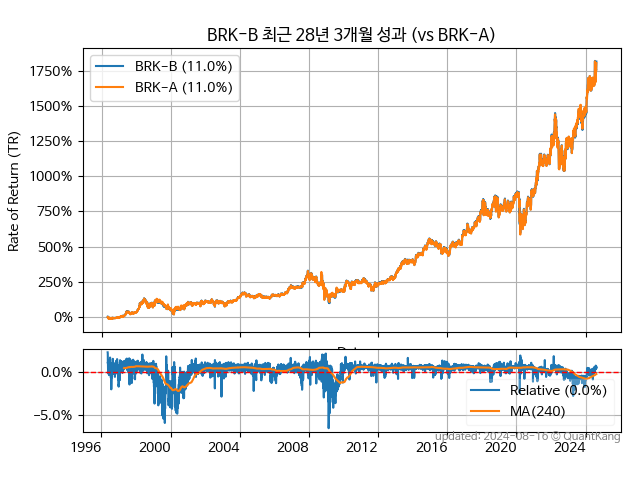 BRK-B 최근 28년 3개월 성과 (vs BRK-A)
Rate of Return (TR)
1750%
1500%
1250%
1000%
750%
500%
250%
0%
BRK-B (11.0%)
BRK-A (11.0%)
0.0%
-5.0%
Relative (0.0%)
MA(240)
1996 2000 2004 2008 2012 2016 2020 2024
updated: 2024-08-16 © QuantKang